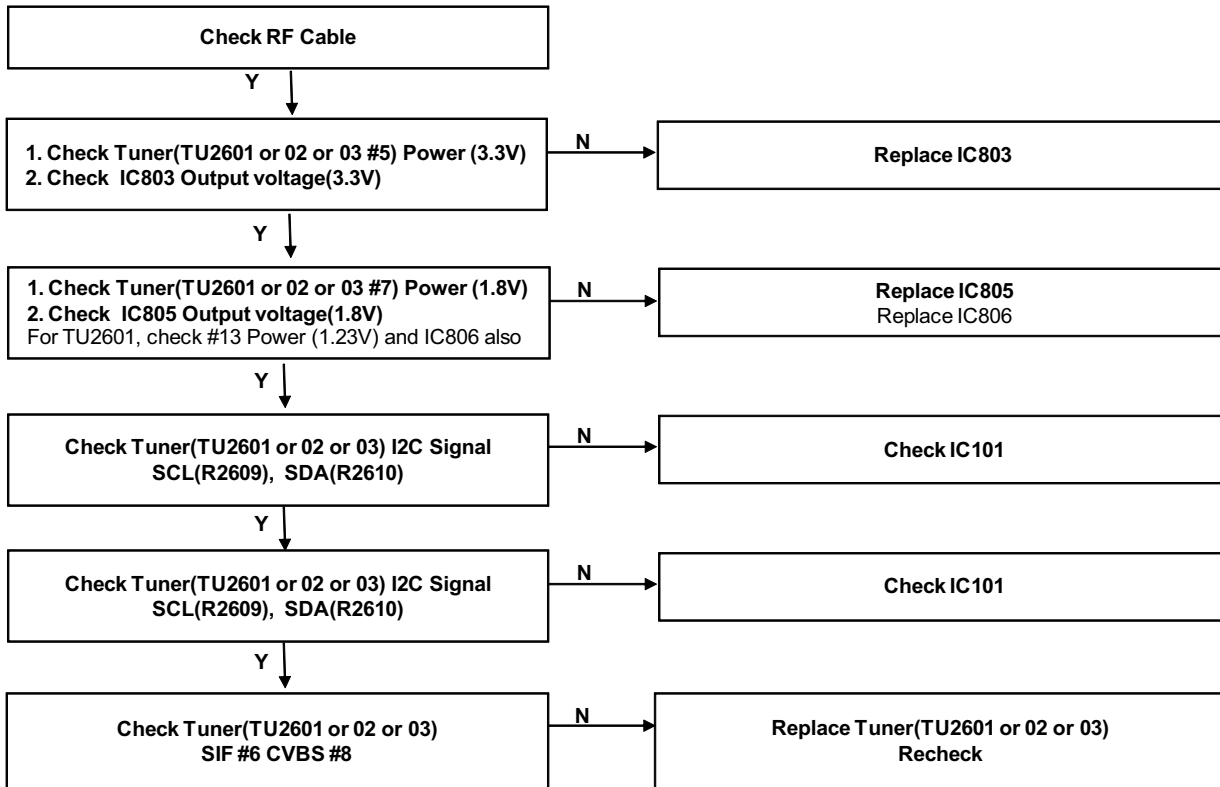 Check RF Cable
Y
1. Check Tuner(TU2601 or 02 or 03 #5) Power (3.3V)
2. Check IC803 Output voltage(3.3V)
N
Replace IC803
Y
1. Check Tuner(TU2601 or 02 or 03 #7) Power (1.8V)
2. Check IC805 Output voltage(1.8V)
For TU2601, check #13 Power (1.23V) and IC806 also
N
Replace IC805
Replace IC806
Y
Check Tuner(TU2601 or 02 or 03) I2C Signal
SCL(R2609), SDA(R2610)
N
Check IC101
Y
Check Tuner(TU2601 or 02 or 03) I2C Signal
SCL(R2609), SDA(R2610)
N
Check IC101
Y
Check Tuner(TU2601 or 02 or 03)
SIF #6 CVBS #8
N
Replace Tuner(TU2601 or 02 or 03)
Recheck